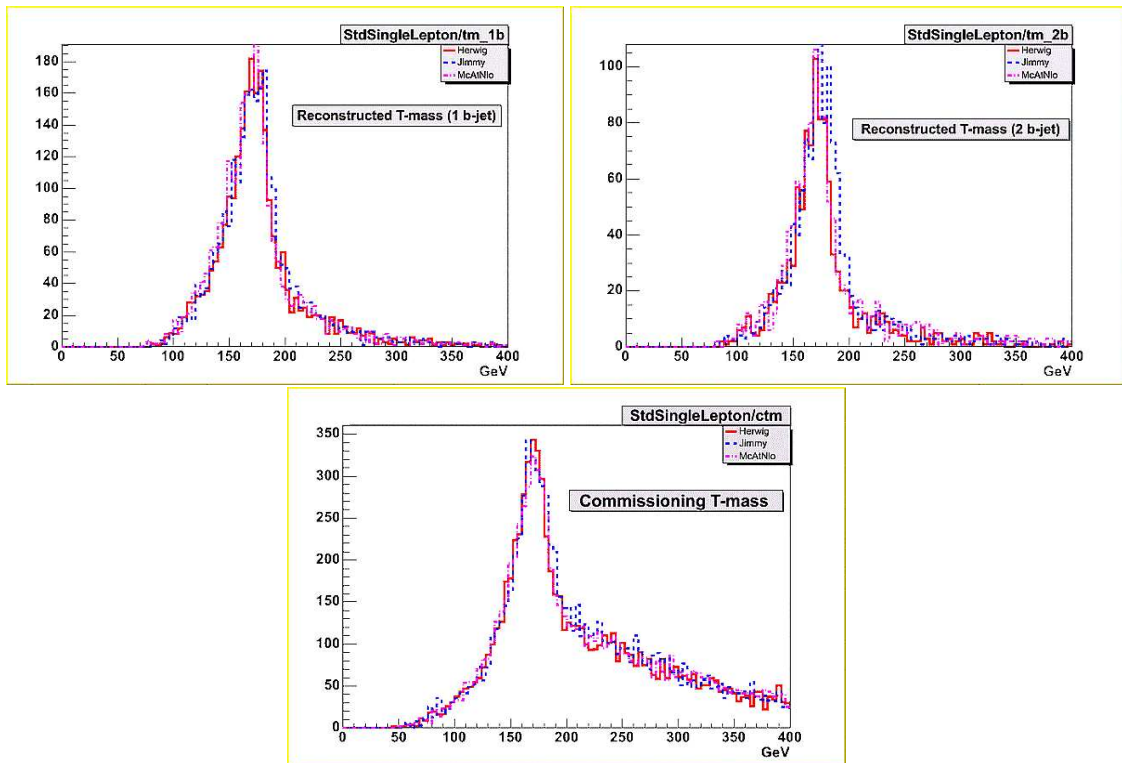 StdSingleLepton/tm_1b
Herwig
Jimmy
McAtNlo
Reconstructed T-mass (1 b-jet)
180
160
140
120
100
80
60
40
20
0
0 50 100 150 200 250 300 350 400
GeV
StdSingleLepton/tm_2b
Herwig
Jimmy
McAtNlo
Reconstructed T-mass (2 b-jet)
100
80
60
40
20
0
0 50 100 150 200 250 300 350 400
GeV
StdSingleLepton/ctm
Herwig
Jimmy
McAtNlo
Commissioning T-mass
350
300
250
200
150
100
50
0
0 50 100 150 200 250 300 350 400
GeV